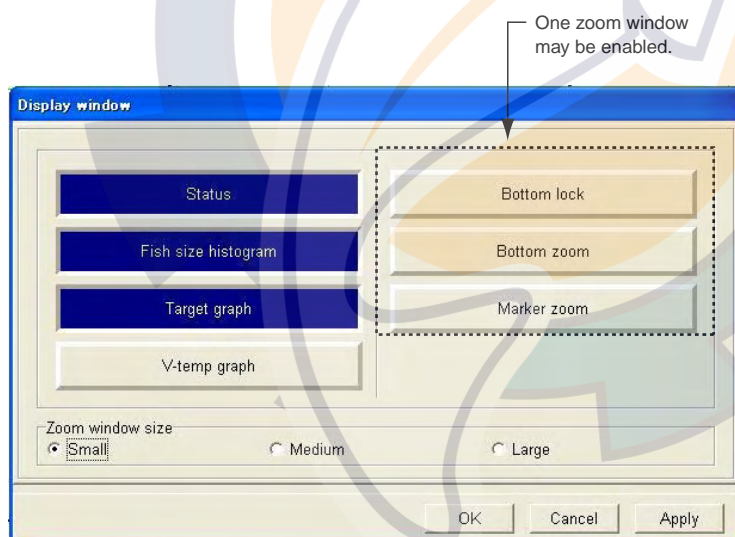 One zoom window
may be enabled.
Display window
Status
Bottom lock
Fish size histogram
Bottom zoom
Target graph
Marker zoom
V-temp graph
Zoom window size
Small
Medium
Large
OK
Cancel
Apply